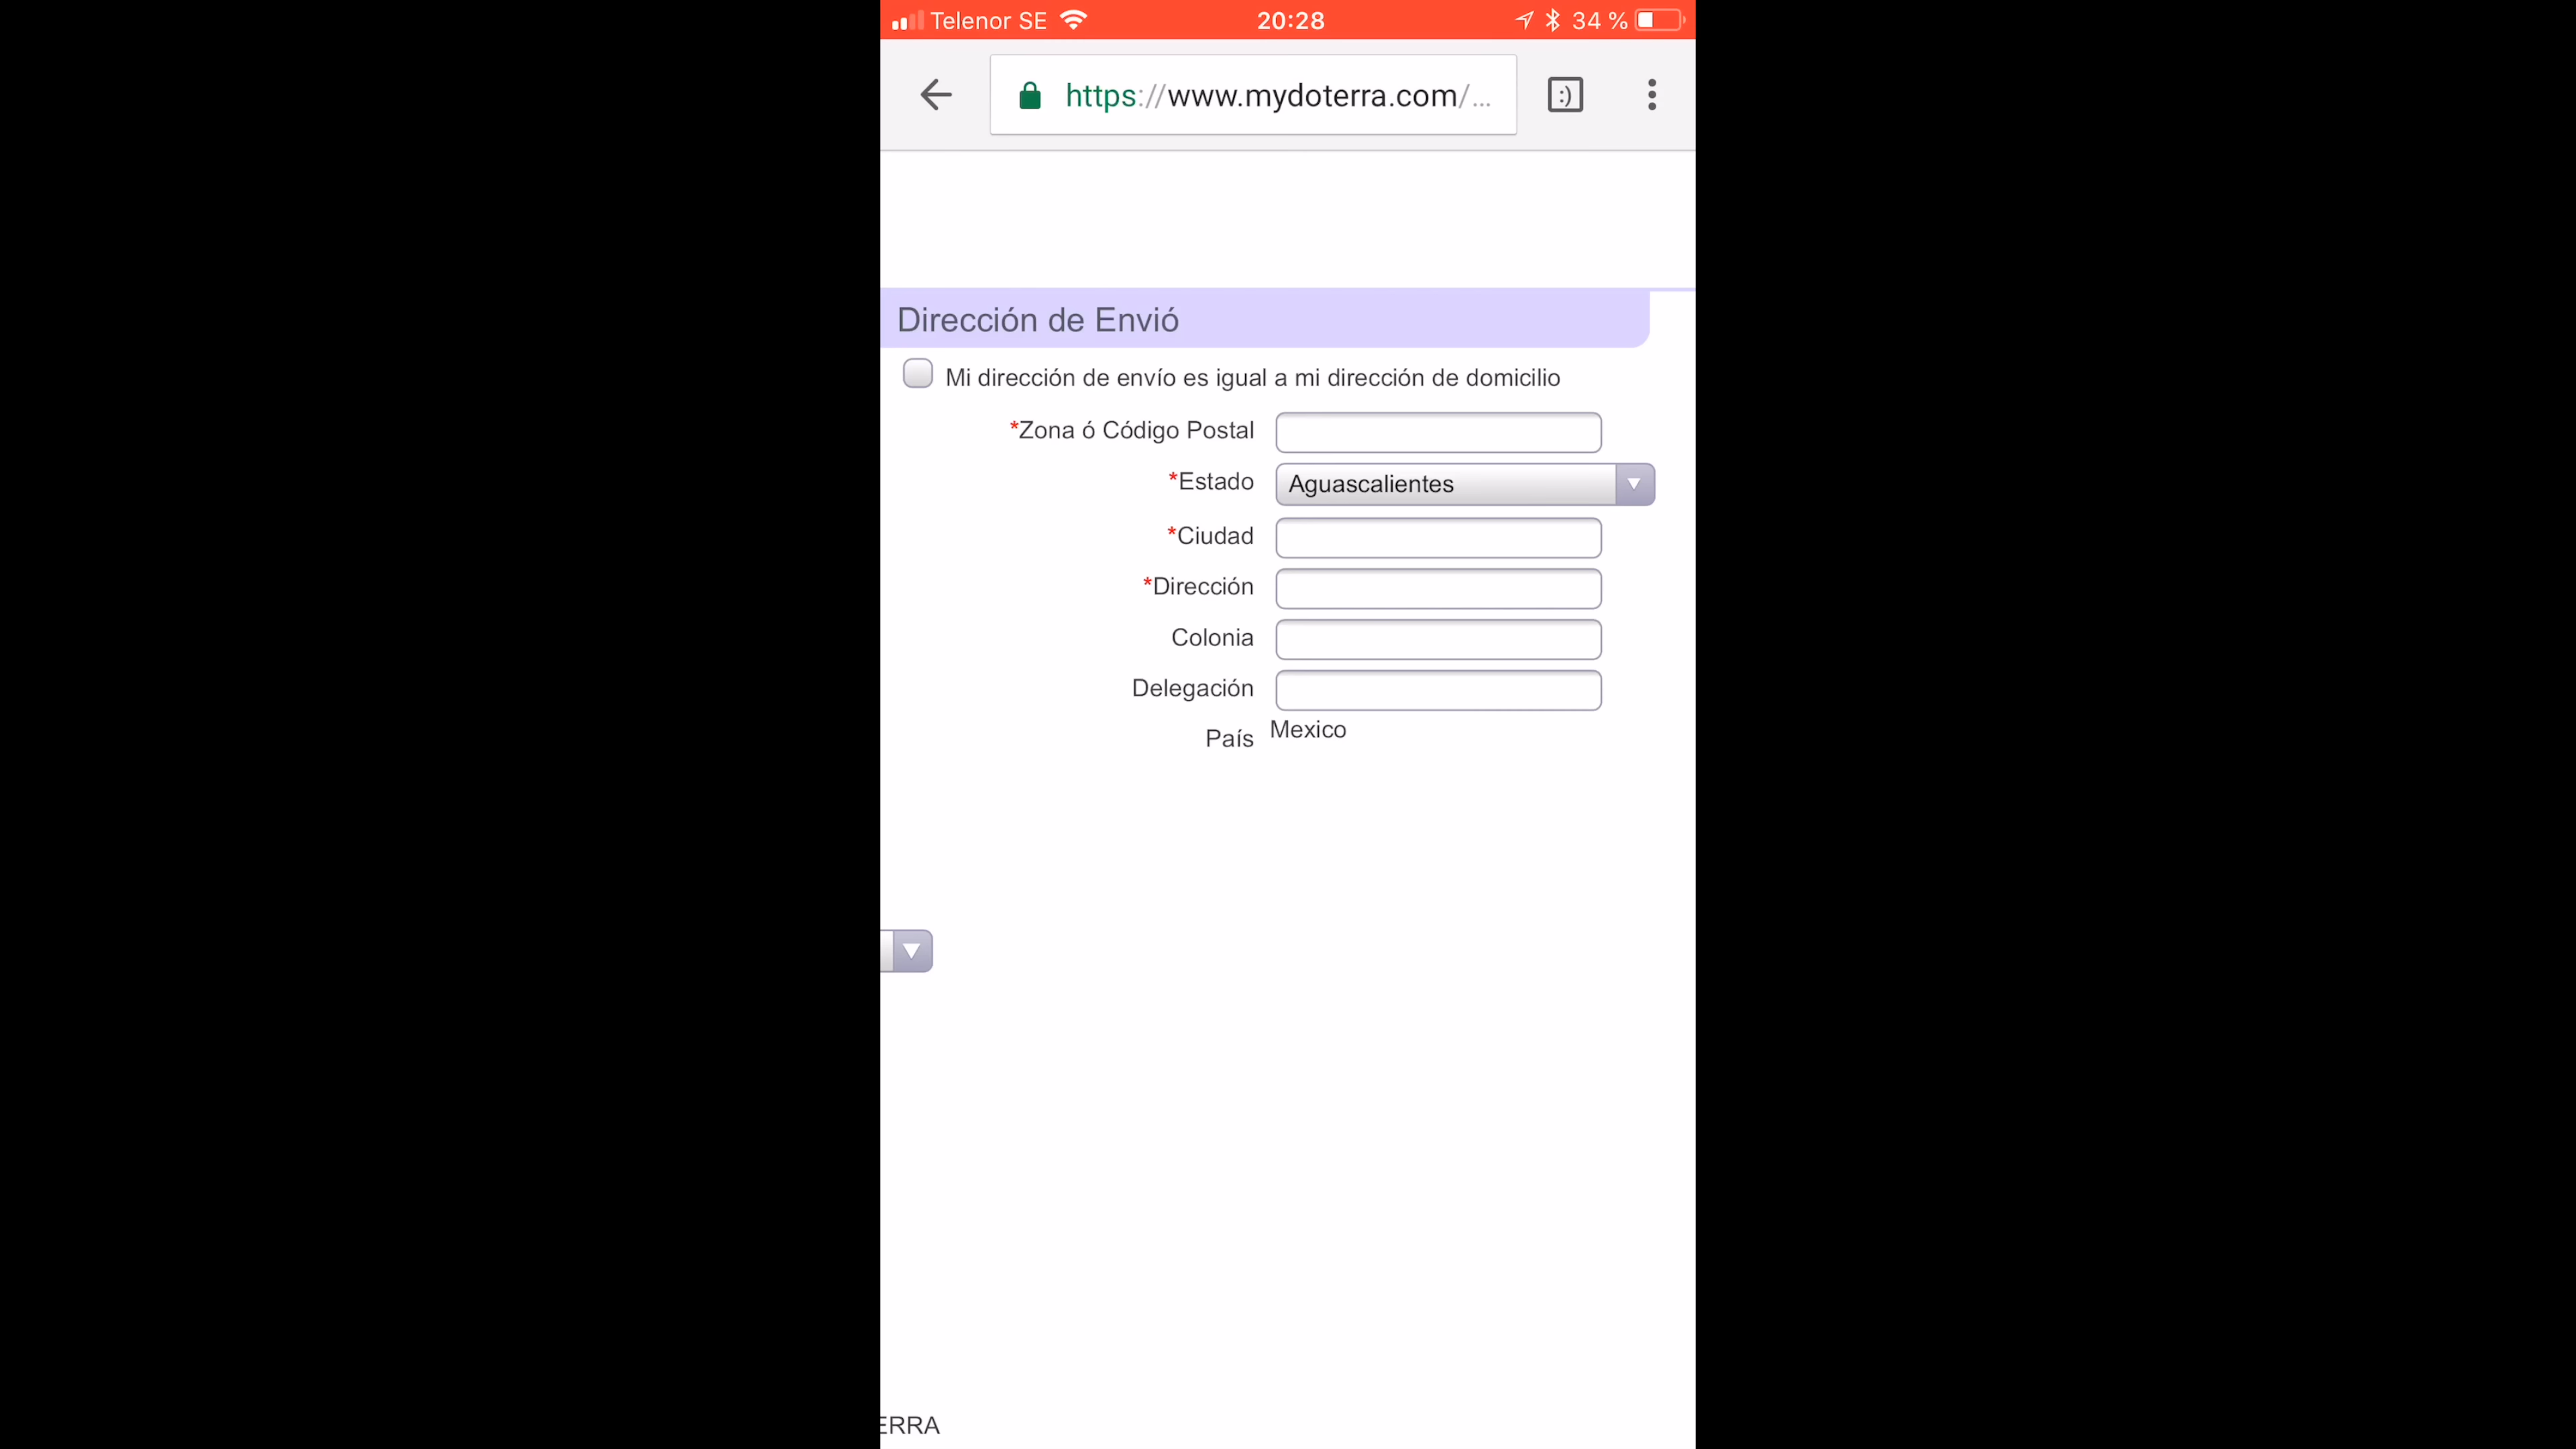 Telenor SE 20:28 34 %
https://www.mydoterra.com/...
:)
Dirección de Envió
Mi dirección de envío es igual a mi dirección de domicilio
*Zona ó Código Postal
*Estado Aguascalientes
*Ciudad
*Dirección
Colonia
Delegación
País Mexico
ERRA